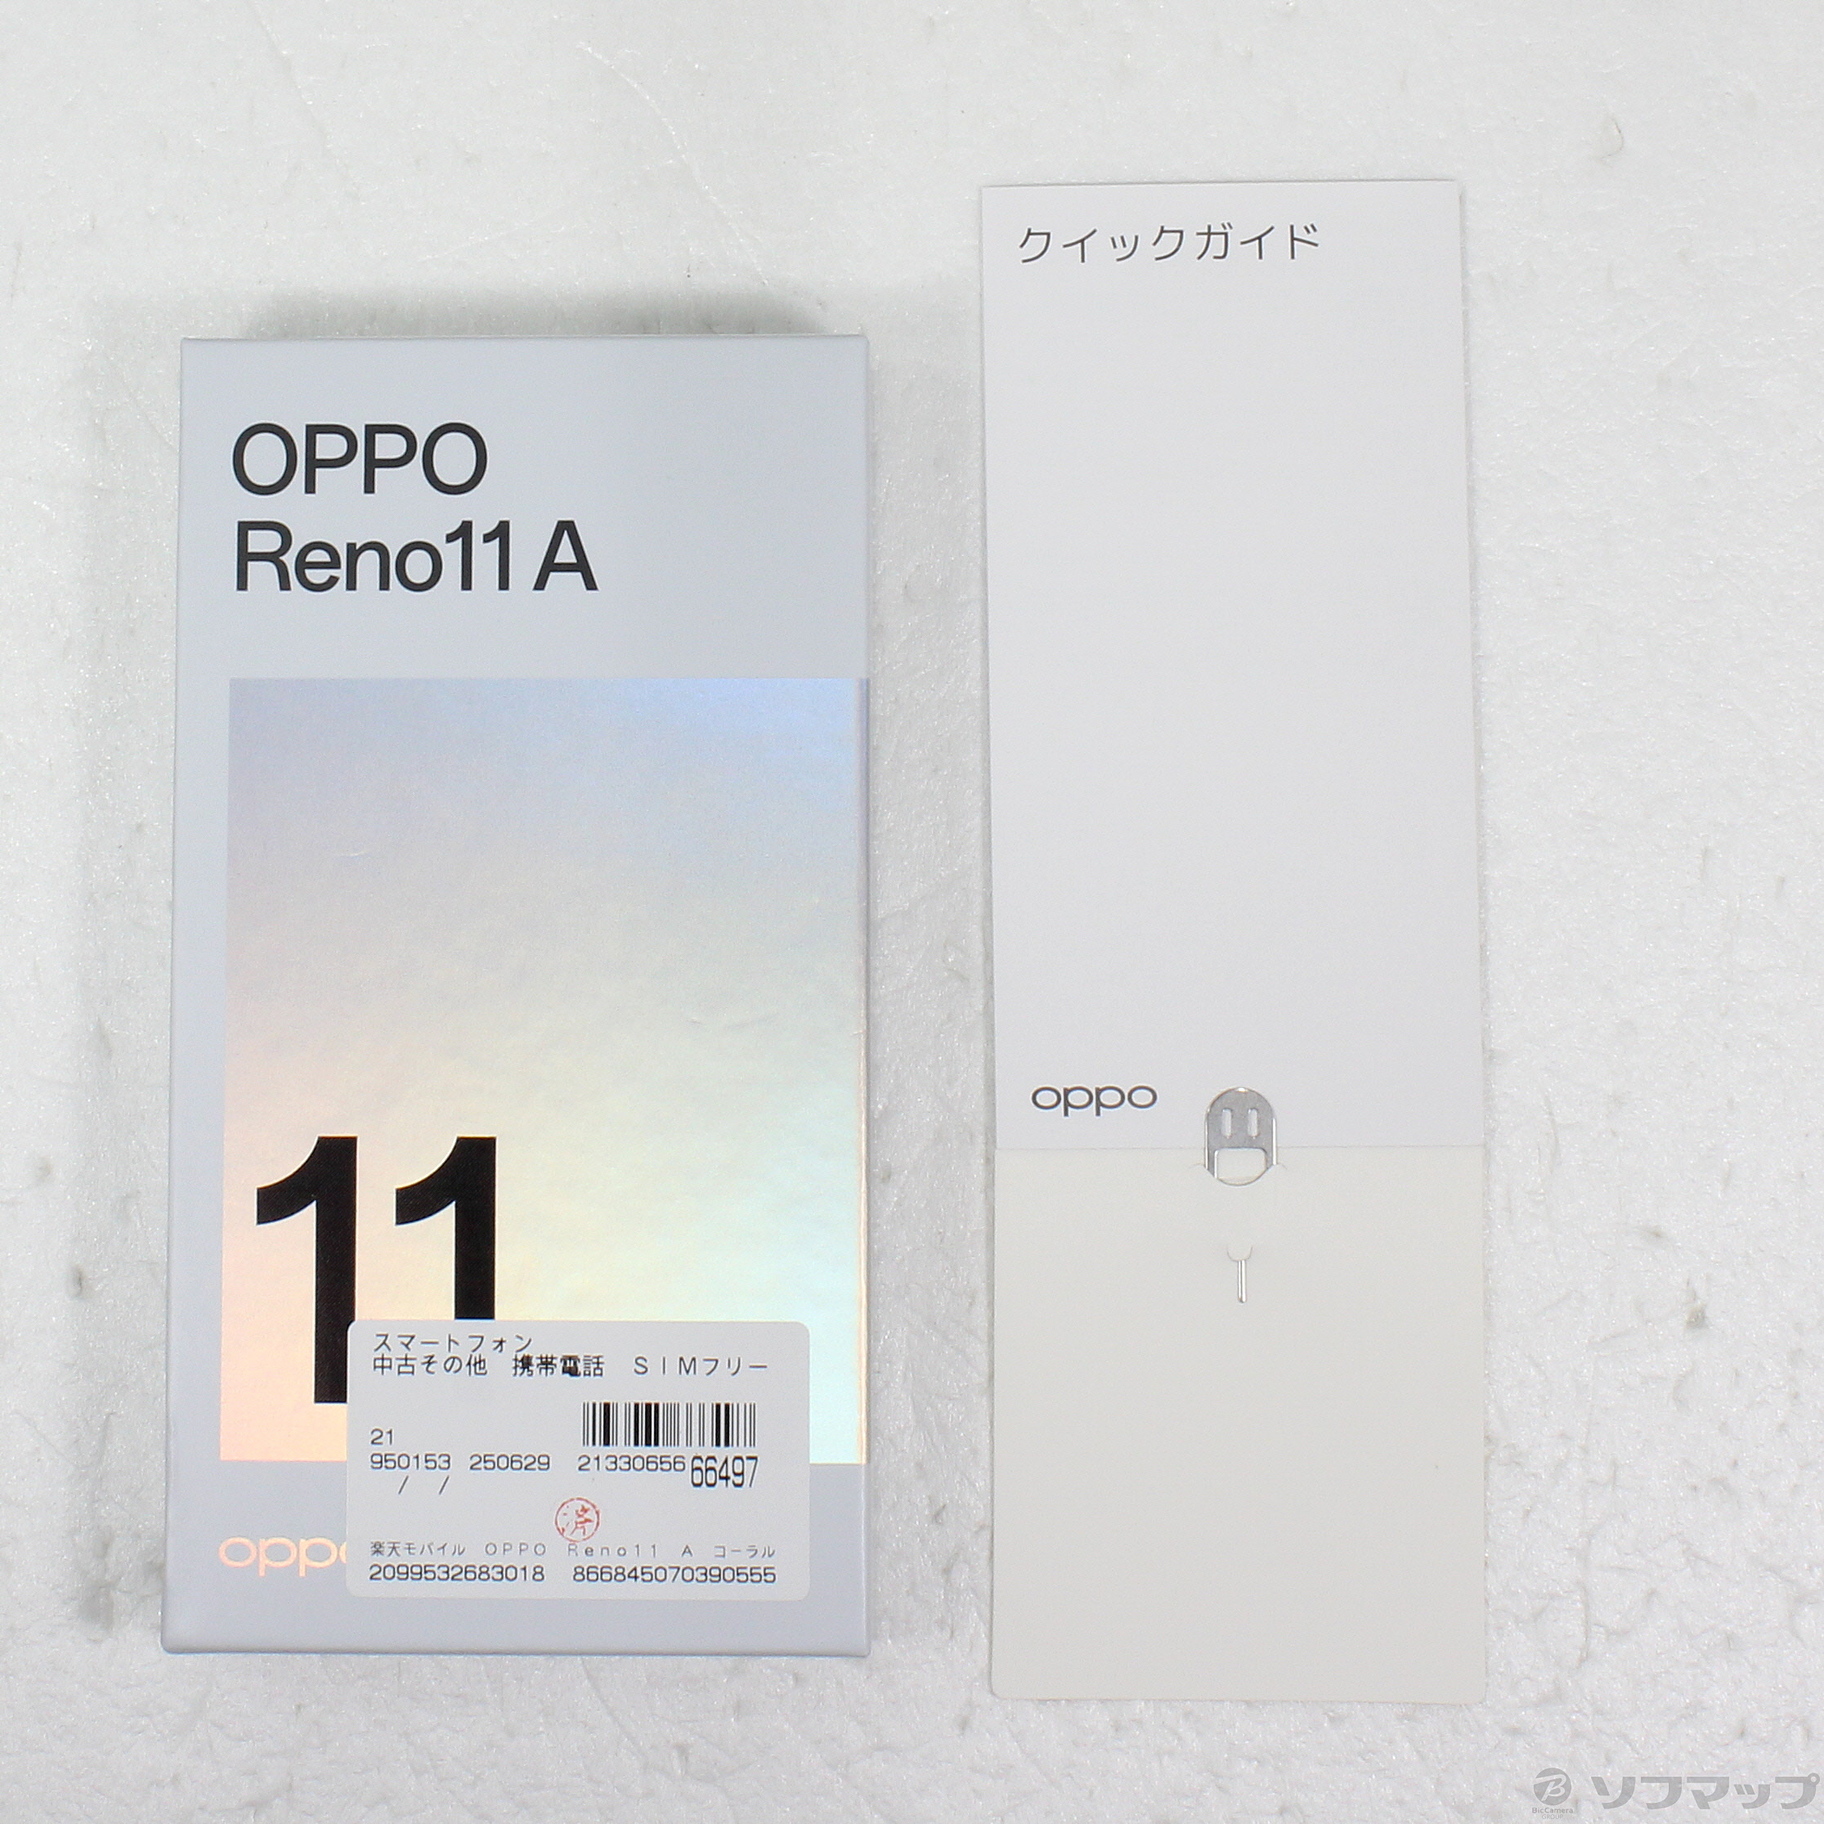 OPPO
Reno11 A
11
スマートフォン
中古その他 携帯電話 SIMフリー
21
950153 250629 21330656 66497
/ /
済
楽天モバイル OPPO Reno11 A コーラル
2099532683018 866845070390555
oppo
クイックガイド
oppo
BicCamera
GROUP
ソフマップ